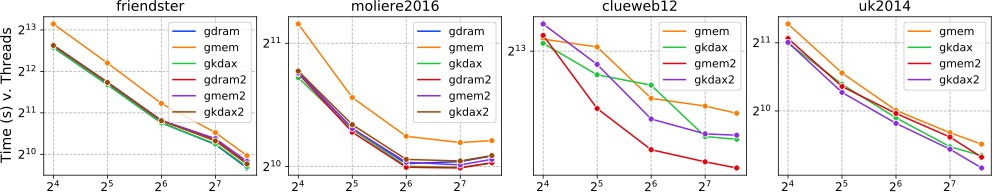 friendster
moliere2016
clueweb12
uk2014
Time (s) v. Threads
2^13
2^12
2^11
2^10
2^4
2^5
2^6
2^7
gdram
gmem
gkdax
gdram2
gmem2
gkdax2
2^11
2^10
2^4
2^5
2^6
2^7
gdram
gmem
gkdax
gdram2
gmem2
gkdax2
2^13
2^4
2^5
2^6
2^7
gmem
gkdax
gmem2
gkdax2
2^11
2^10
2^4
2^5
2^6
2^7
gmem
gkdax
gmem2
gkdax2